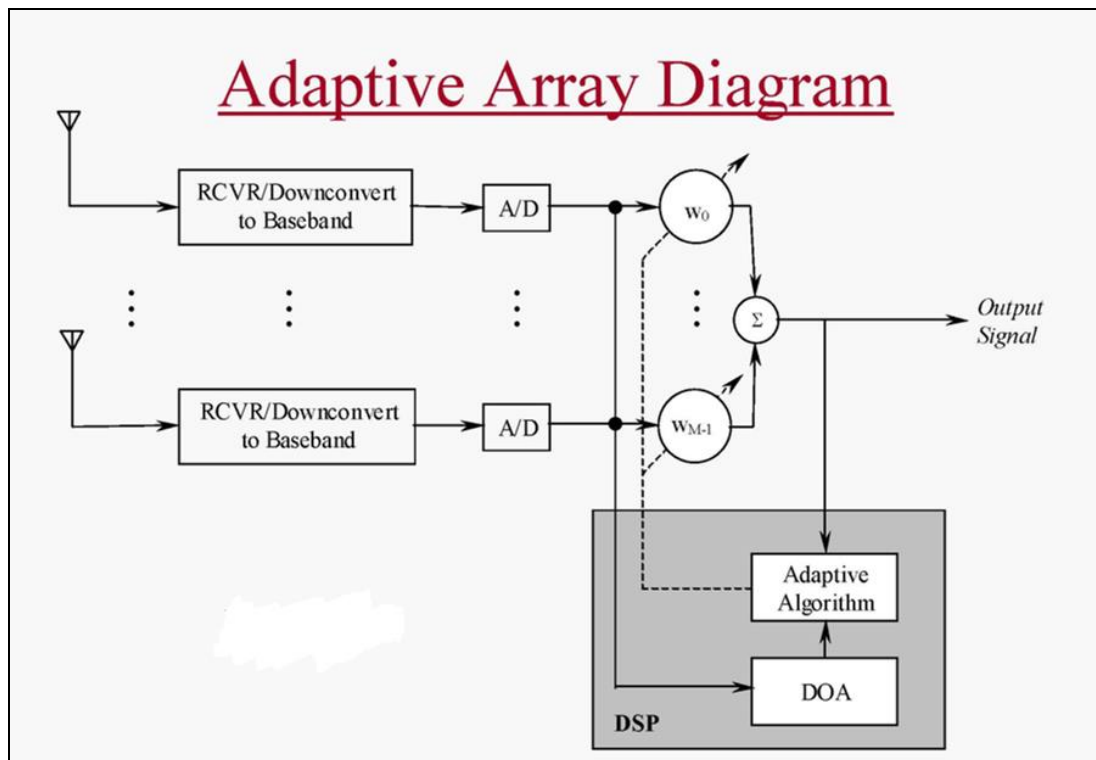 Adaptive Array Diagram
RCVR/Downconvert
to Baseband
A/D
w0
Σ
Output
Signal
RCVR/Downconvert
to Baseband
A/D
wM-1
Adaptive
Algorithm
DOA
DSP